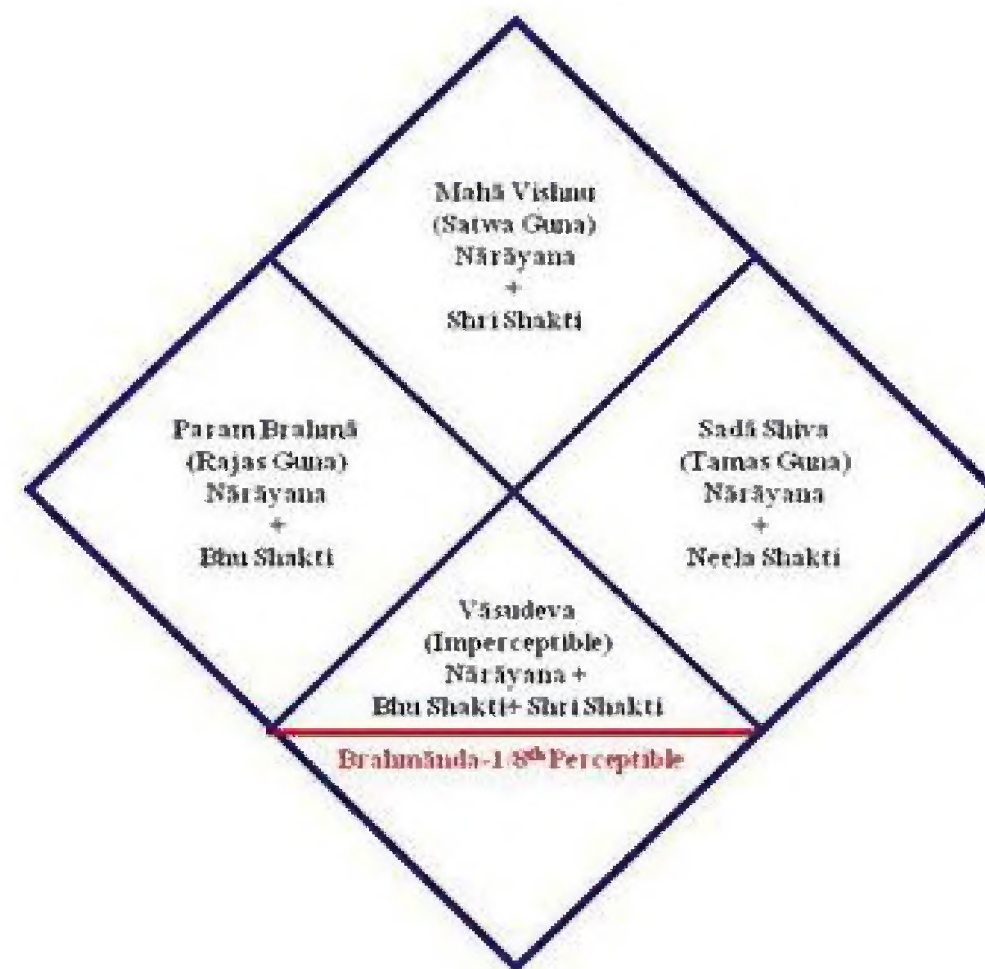 Mahā Vishnu
(Satwa Guna)
Nārāyana
+
Shri Shakti
Param Brahmā
(Rajas Guna)
Nārāyana
+
Bhu Shakti
Sadā Shiva
(Tamas Guna)
Nārāyana
+
Neela Shakti
Vāsudeva
(Imperceptible)
Nārāyana +
Bhu Shakti+ Shri Shakti
Brahmānda-1/8th Perceptible